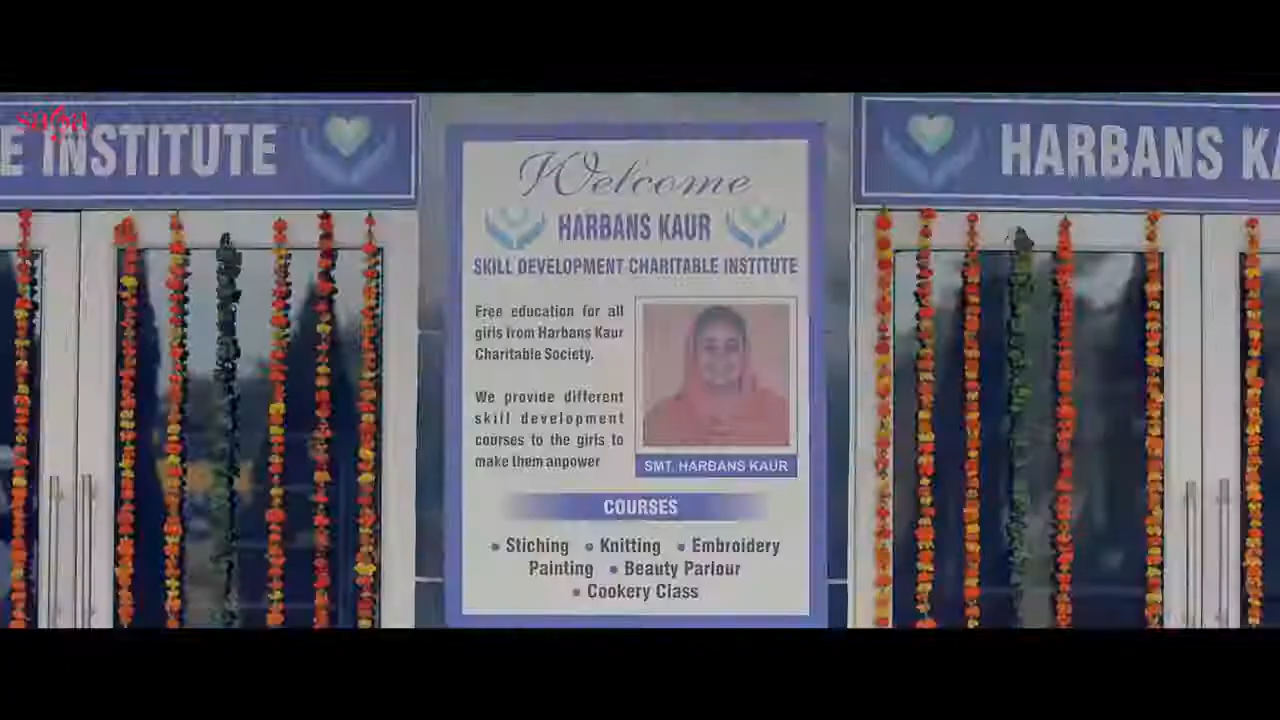 saga
E INSTITUTE
HARBANS KA
Welcome
HARBANS KAUR
SKILL DEVELOPMENT CHARITABLE INSTITUTE
Free education for all
girls from Harbans Kaur
Charitable Society.
We provide different
skill development
courses to the girls to
make them anpower
SMT. HARBANS KAUR
COURSES
• Stiching • Knitting • Embroidery
Painting • Beauty Parlour
• Cookery Class